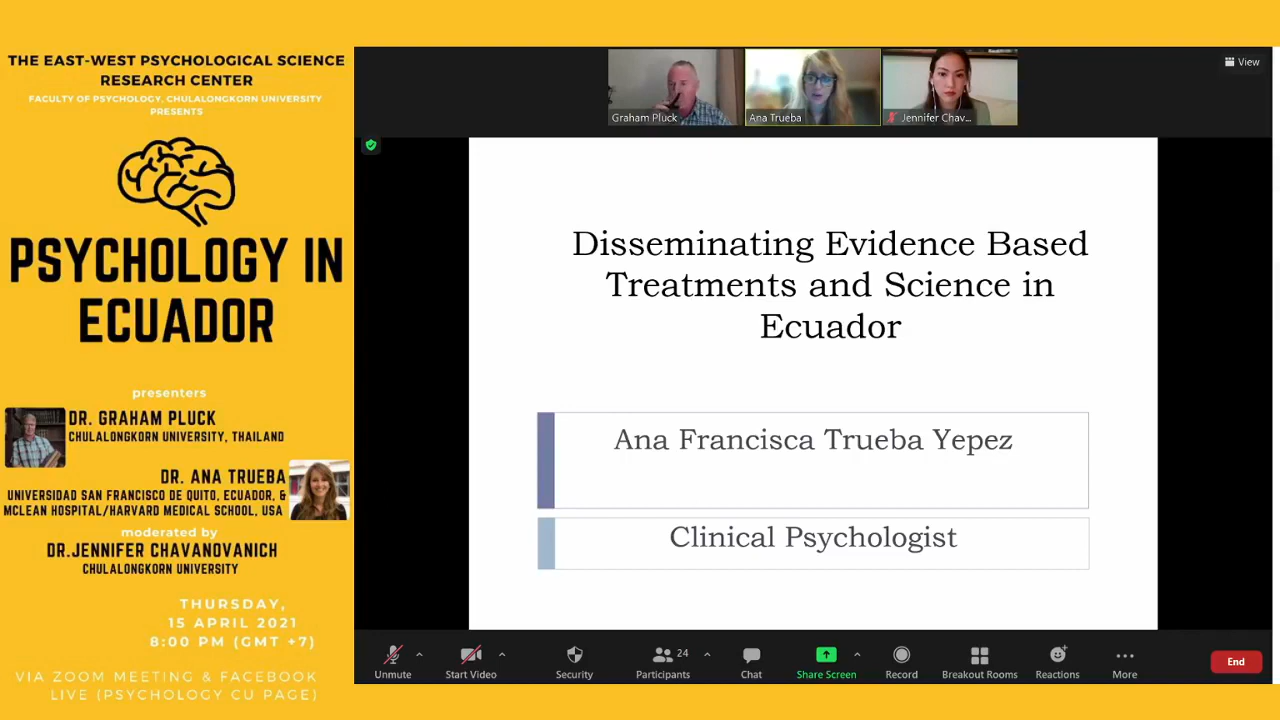 THE EAST-WEST PSYCHOLOGICAL SCIENCE
RESEARCH CENTER
FACULTY OF PSYCHOLOGY, CHULALONGKORN UNIVERSITY
PRESENTS
PSYCHOLOGY IN
ECUADOR
presenters
DR. GRAHAM PLUCK
CHULALONGKORN UNIVERSITY, THAILAND
DR. ANA TRUEBA
UNIVERSIDAD SAN FRANCISCO DE QUITO, ECUADOR, &
MCLEAN HOSPITAL/HARVARD MEDICAL SCHOOL, USA
moderated by
DR.JENNIFER CHAVANOVANICH
CHULALONGKORN UNIVERSITY
THURSDAY,
15 APRIL 2021
8:00 PM (GMT +7)
VIA ZOOM MEETING & FACEBOOK
LIVE (PSYCHOLOGY CU PAGE)
Graham Pluck
Ana Trueba
Jennifer Chav...
View
Disseminating Evidence Based
Treatments and Science in
Ecuador
Ana Francisca Trueba Yepez
Clinical Psychologist
Unmute
Start Video
Security
24
Participants
Chat
Share Screen
Record
Breakout Rooms
Reactions
More
End